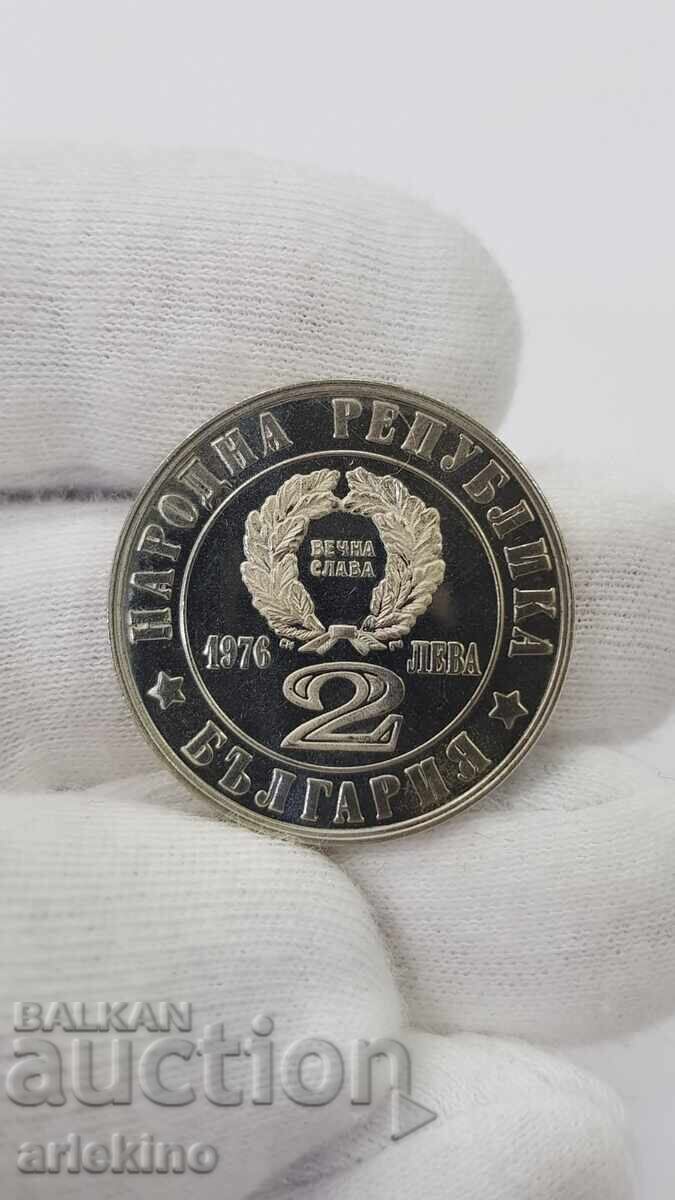 НАРОДНА РЕПУБЛИКА
ВЕЧНА
СЛАВА
1976 ЛЕВА
2
БЪЛГАРИЯ
BALKAN
auction
arlekino